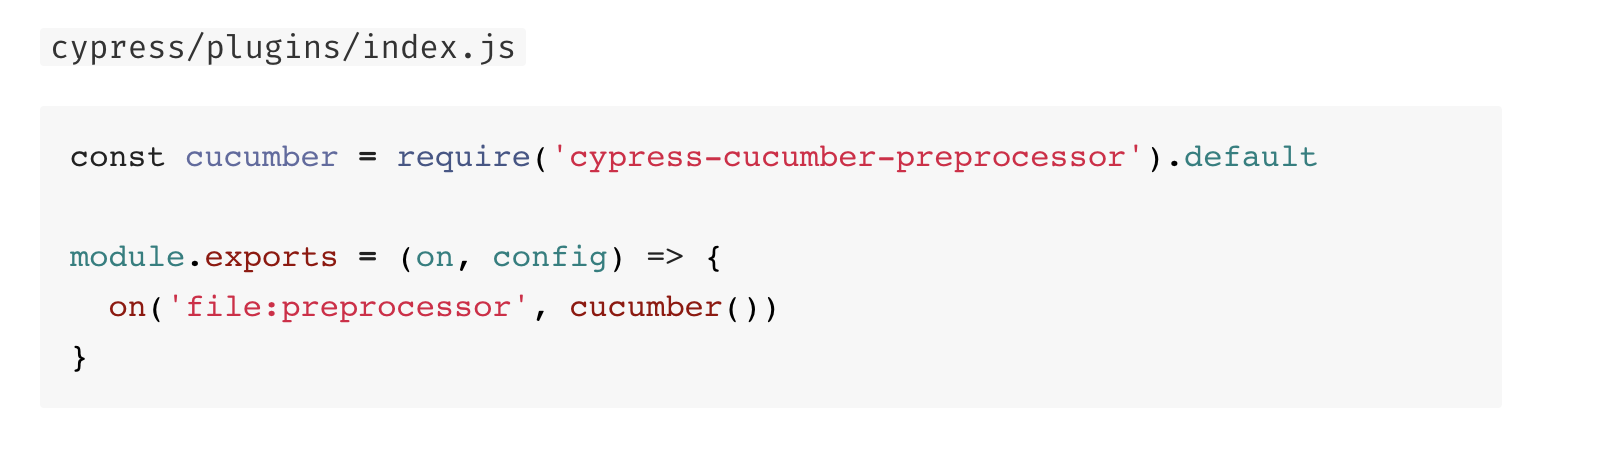 cypress/plugins/index.js
const cucumber = require('cypress-cucumber-preprocessor').default
module.exports = (on, config) => {
on('file:preprocessor', cucumber())
}